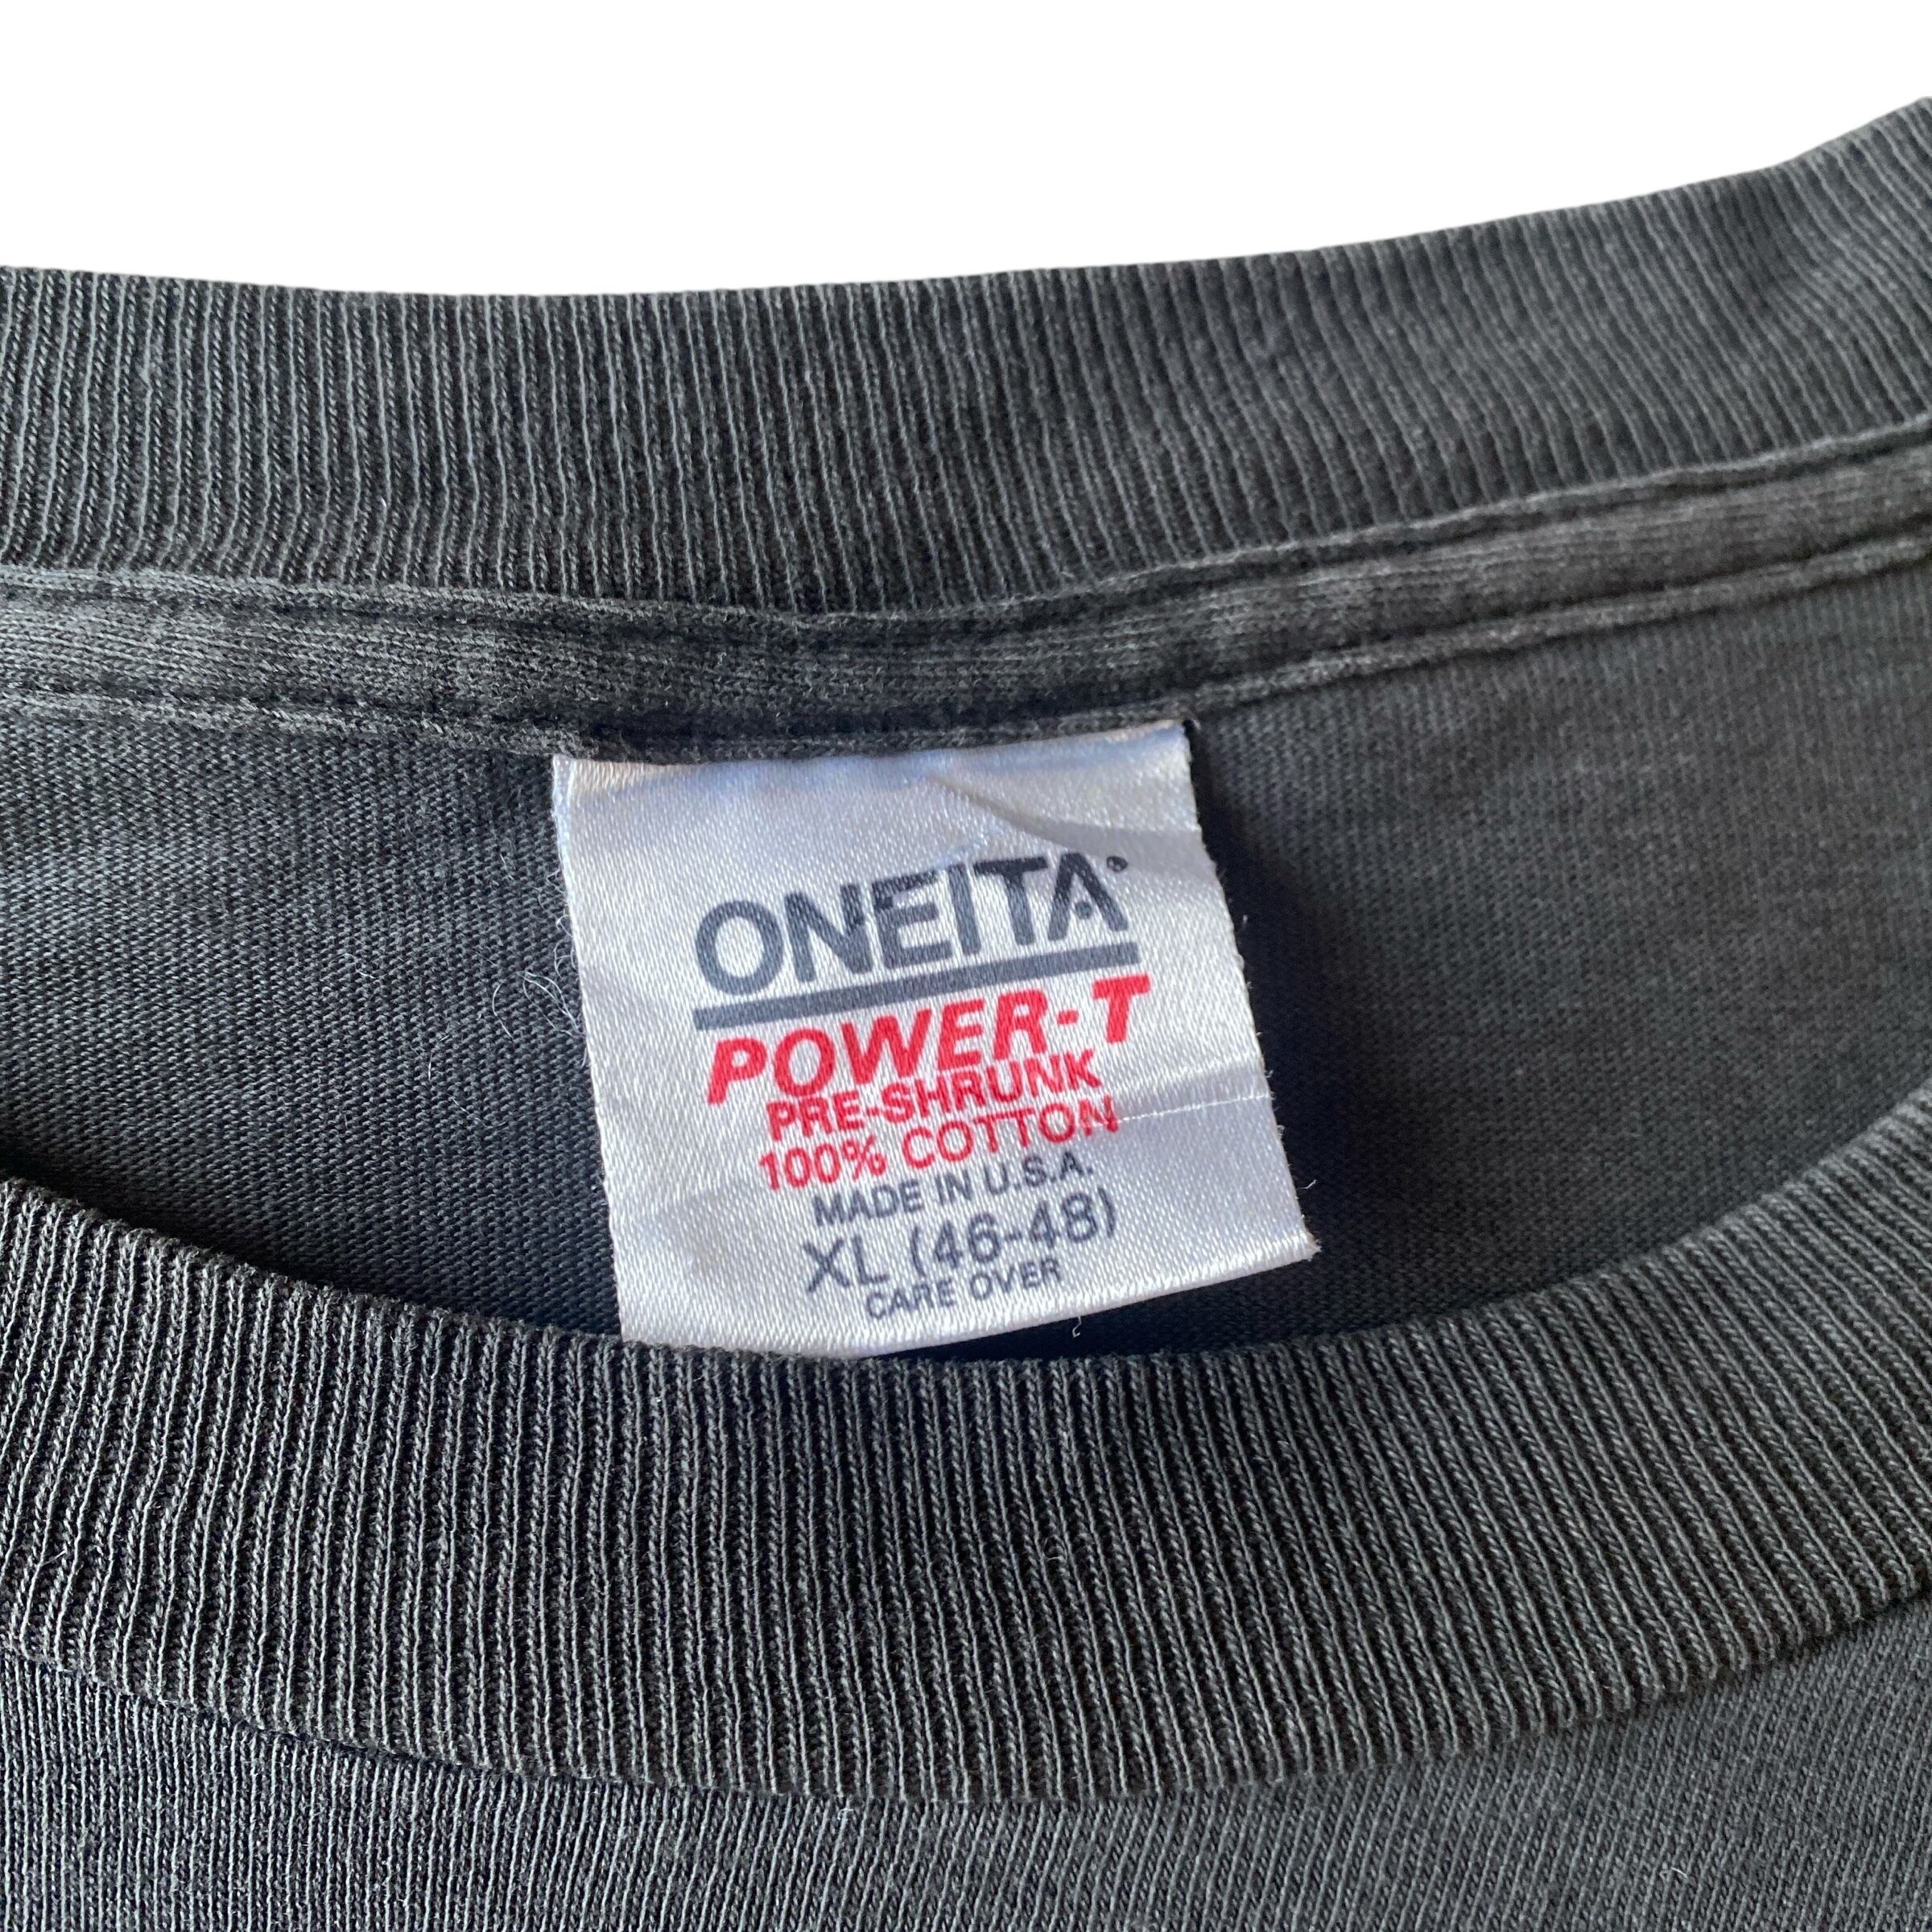 ONEITA®
POWER-T
PRE-SHRUNK
100% COTTON
MADE IN U.S.A.
XL (46-48)
CARE OVER